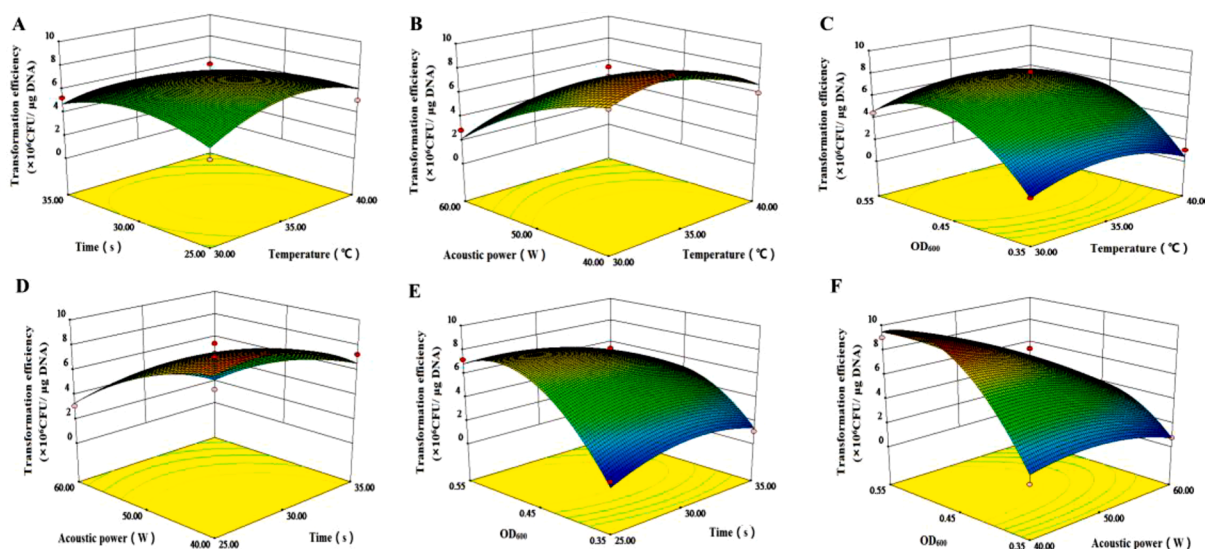 A
Transformation efficiency
(×10⁶CFU/ μg DNA)
10
8
6
4
2
0
35.00
30.00
25.00
Time ( s )
30.00
35.00
40.00
Temperature ( ℃ )
B
Transformation efficiency
(×10⁶CFU/ μg DNA)
10
8
6
4
2
0
60.00
50.00
40.00
Acoustic power ( W )
30.00
35.00
40.00
Temperature ( ℃ )
C
Transformation efficiency
(×10⁶CFU/ μg DNA)
10
8
6
4
2
0
0.55
0.45
0.35
OD₆₀₀
30.00
35.00
40.00
Temperature ( ℃ )
D
Transformation efficiency
(×10⁶CFU/ μg DNA)
10
8
6
4
2
0
60.00
50.00
40.00
Acoustic power ( W )
25.00
30.00
35.00
Time ( s )
E
Transformation efficiency
(×10⁶CFU/ μg DNA)
10
8
6
4
2
0
0.55
0.45
0.35
OD₆₀₀
25.00
30.00
35.00
Time ( s )
F
Transformation efficiency
(×10⁶CFU/ μg DNA)
10
8
6
4
2
0
0.55
0.45
0.35
OD₆₀₀
40.00
50.00
60.00
Acoustic power ( W )